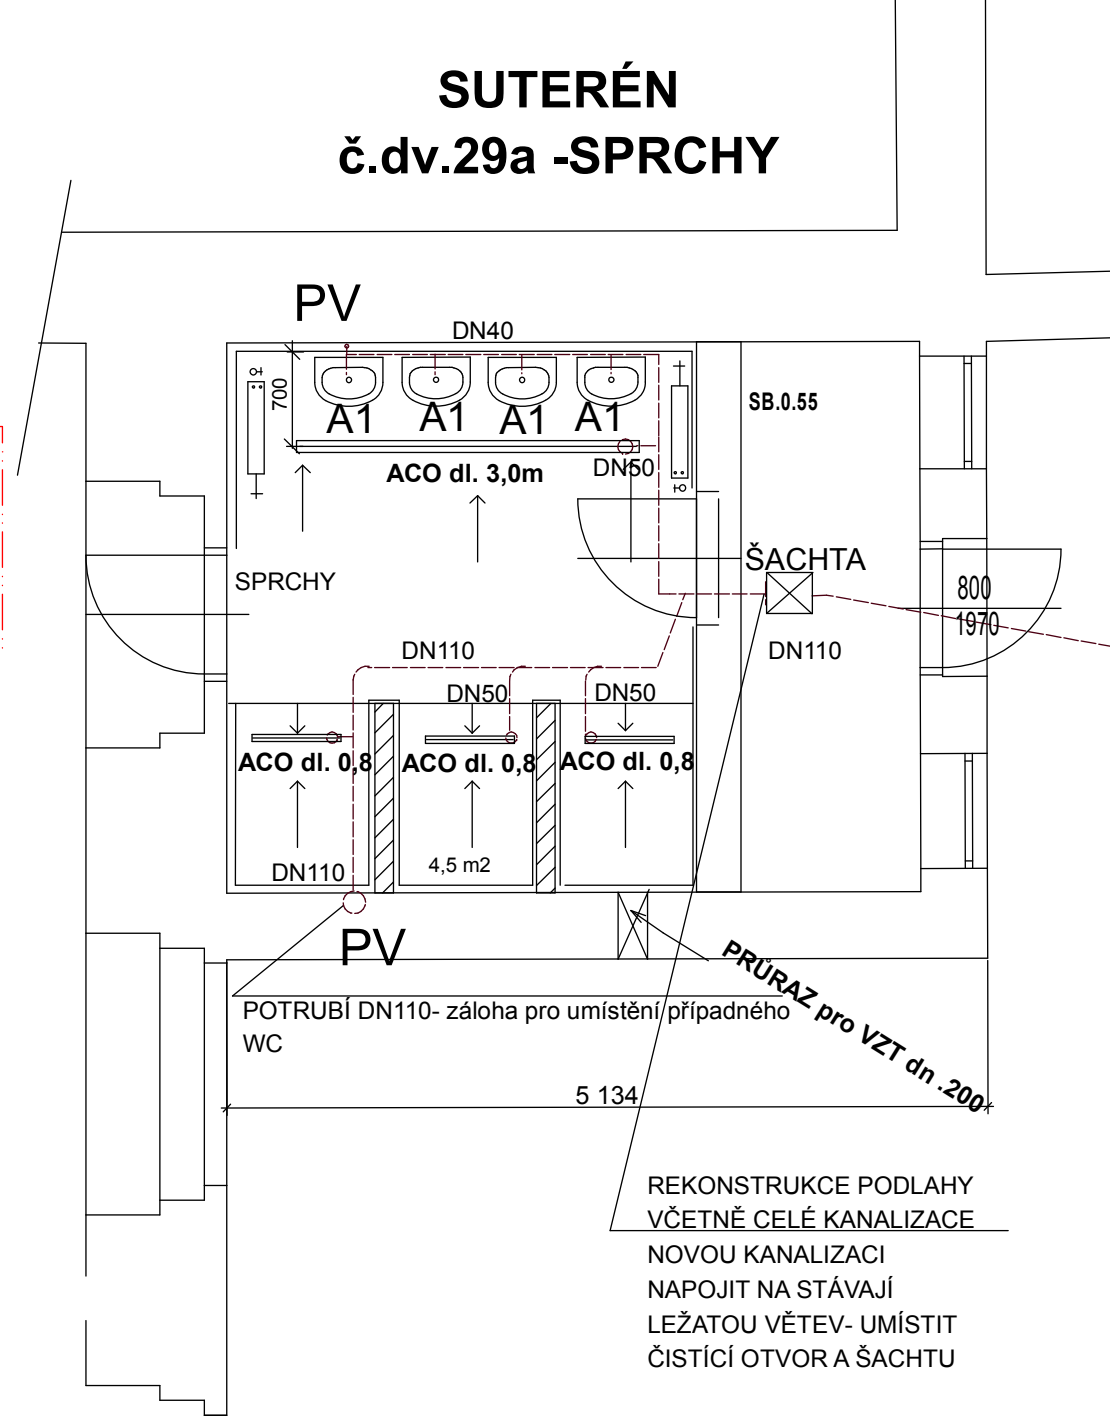 SUTERÉN
č.dv.29a -SPRCHY
PV
DN40
700
A1 A1 A1 A1
SB.0.55
DN50
ACO dl. 3,0m
ŠACHTA
SPRCHY
800
1970
DN110
DN110
DN50
DN50
ACO dl. 0,8
ACO dl. 0,8
ACO dl. 0,8
DN110
4,5 m2
PV
PRŮRAZ pro VZT dn .200
POTRUBÍ DN110- záloha pro umístění případného
WC
5 134
REKONSTRUKCE PODLAHY
VČETNĚ CELÉ KANALIZACE
NOVOU KANALIZACI
NAPOJIT NA STÁVAJÍ
LEŽATOU VĚTEV- UMÍSTIT
ČISTÍCÍ OTVOR A ŠACHTU